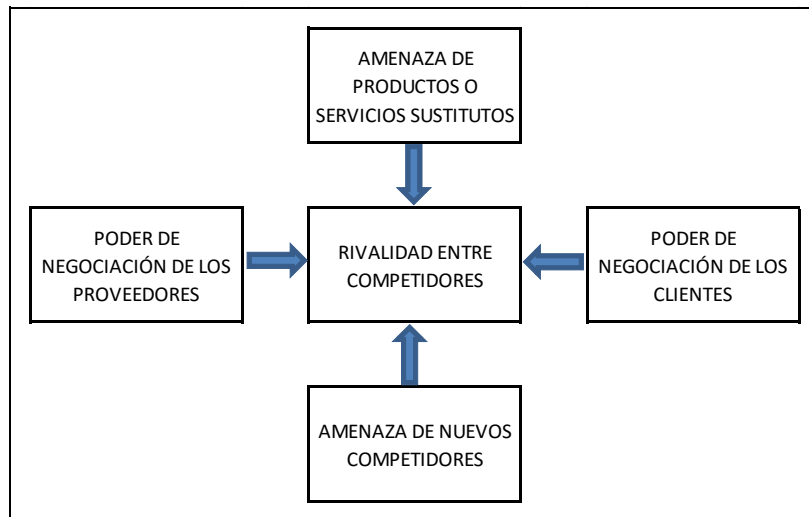 AMENAZA DE
PRODUCTOS O
SERVICIOS SUSTITUTOS
PODER DE
NEGOCIACIÓN DE LOS
PROVEEDORES
RIVALIDAD ENTRE
COMPETIDORES
PODER DE
NEGOCIACIÓN DE LOS
CLIENTES
AMENAZA DE NUEVOS
COMPETIDORES